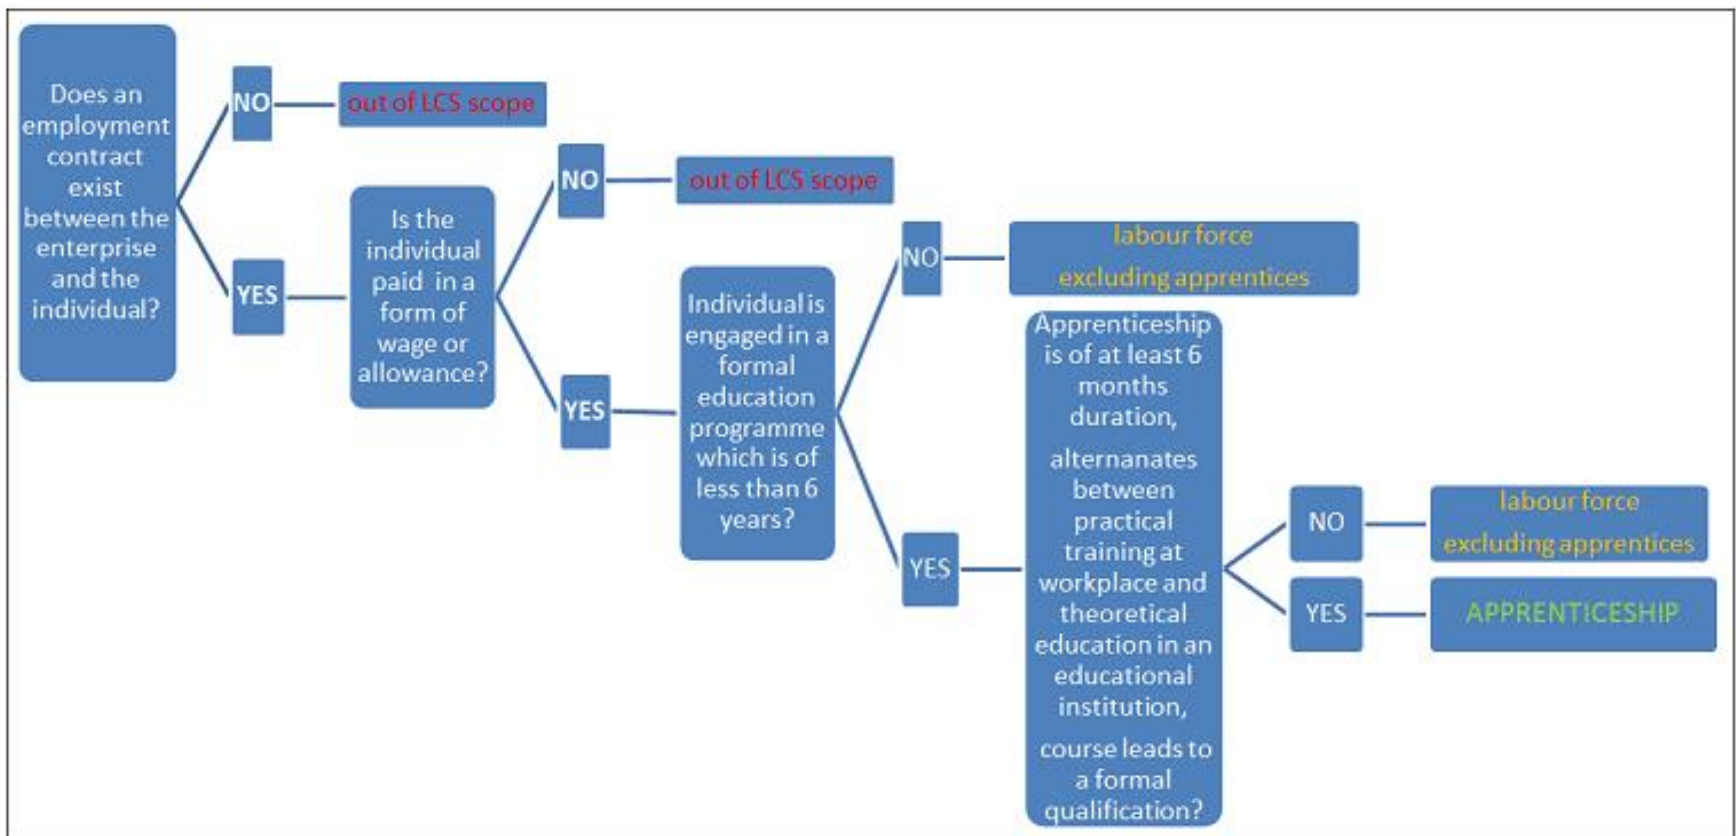 Does an
employment
contract
exist
between the
enterprise
and the
individual?
NO
out of LCS scope
YES
Is the
individual
paid in a
form of
wage or
allowance?
NO
out of LCS scope
YES
Individual is
engaged in a
formal
education
programme
which is of
less than 6
years?
NO
labour force
excluding apprentices
YES
Apprenticeship
is of at least 6
months
duration,
alternanates
between
practical
training at
workplace and
theoretical
education in an
educational
institution,
course leads to
a formal
qualification?
NO
labour force
excluding apprentices
YES
APPRENTICESHIP